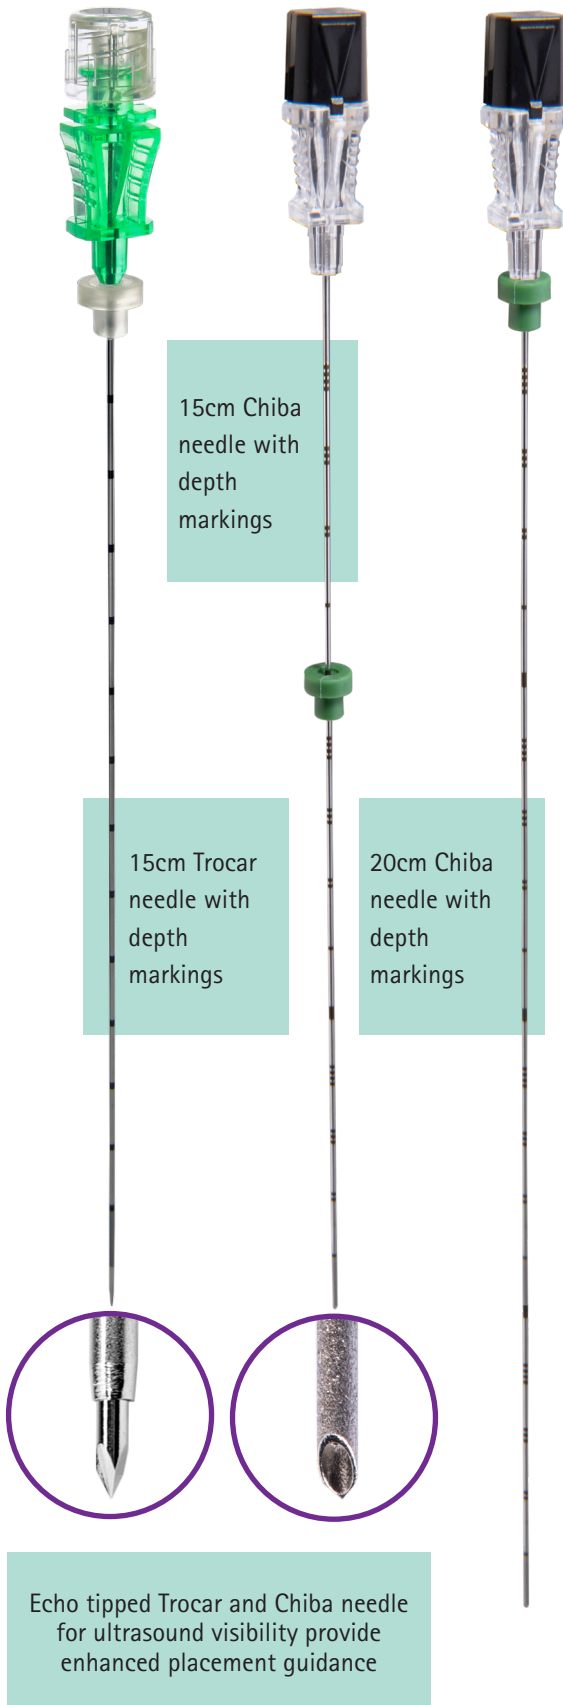 15cm Chiba
needle with
depth
markings
15cm Trocar
needle with
depth
markings
20cm Chiba
needle with
depth
markings
Echo tipped Trocar and Chiba needle
for ultrasound visibility provide
enhanced placement guidance